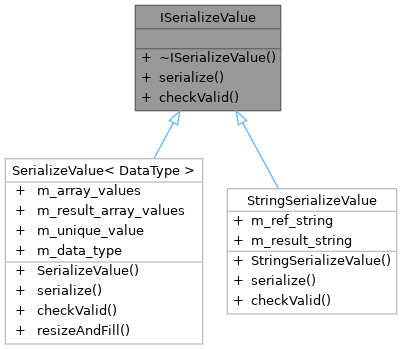 ISerializeValue
+ ~ISerializeValue()
+ serialize()
+ checkValid()
SerializeValue< DataType >
+ m_array_values
+ m_result_array_values
+ m_unique_value
+ m_data_type
+ SerializeValue()
+ serialize()
+ checkValid()
+ resizeAndFill()
StringSerializeValue
+ m_ref_string
+ m_result_string
+ StringSerializeValue()
+ serialize()
+ checkValid()